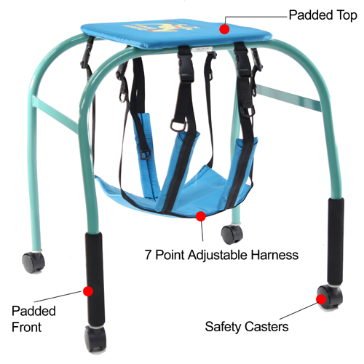 Padded Top
7 Point Adjustable Harness
Padded
Front
Safety Casters